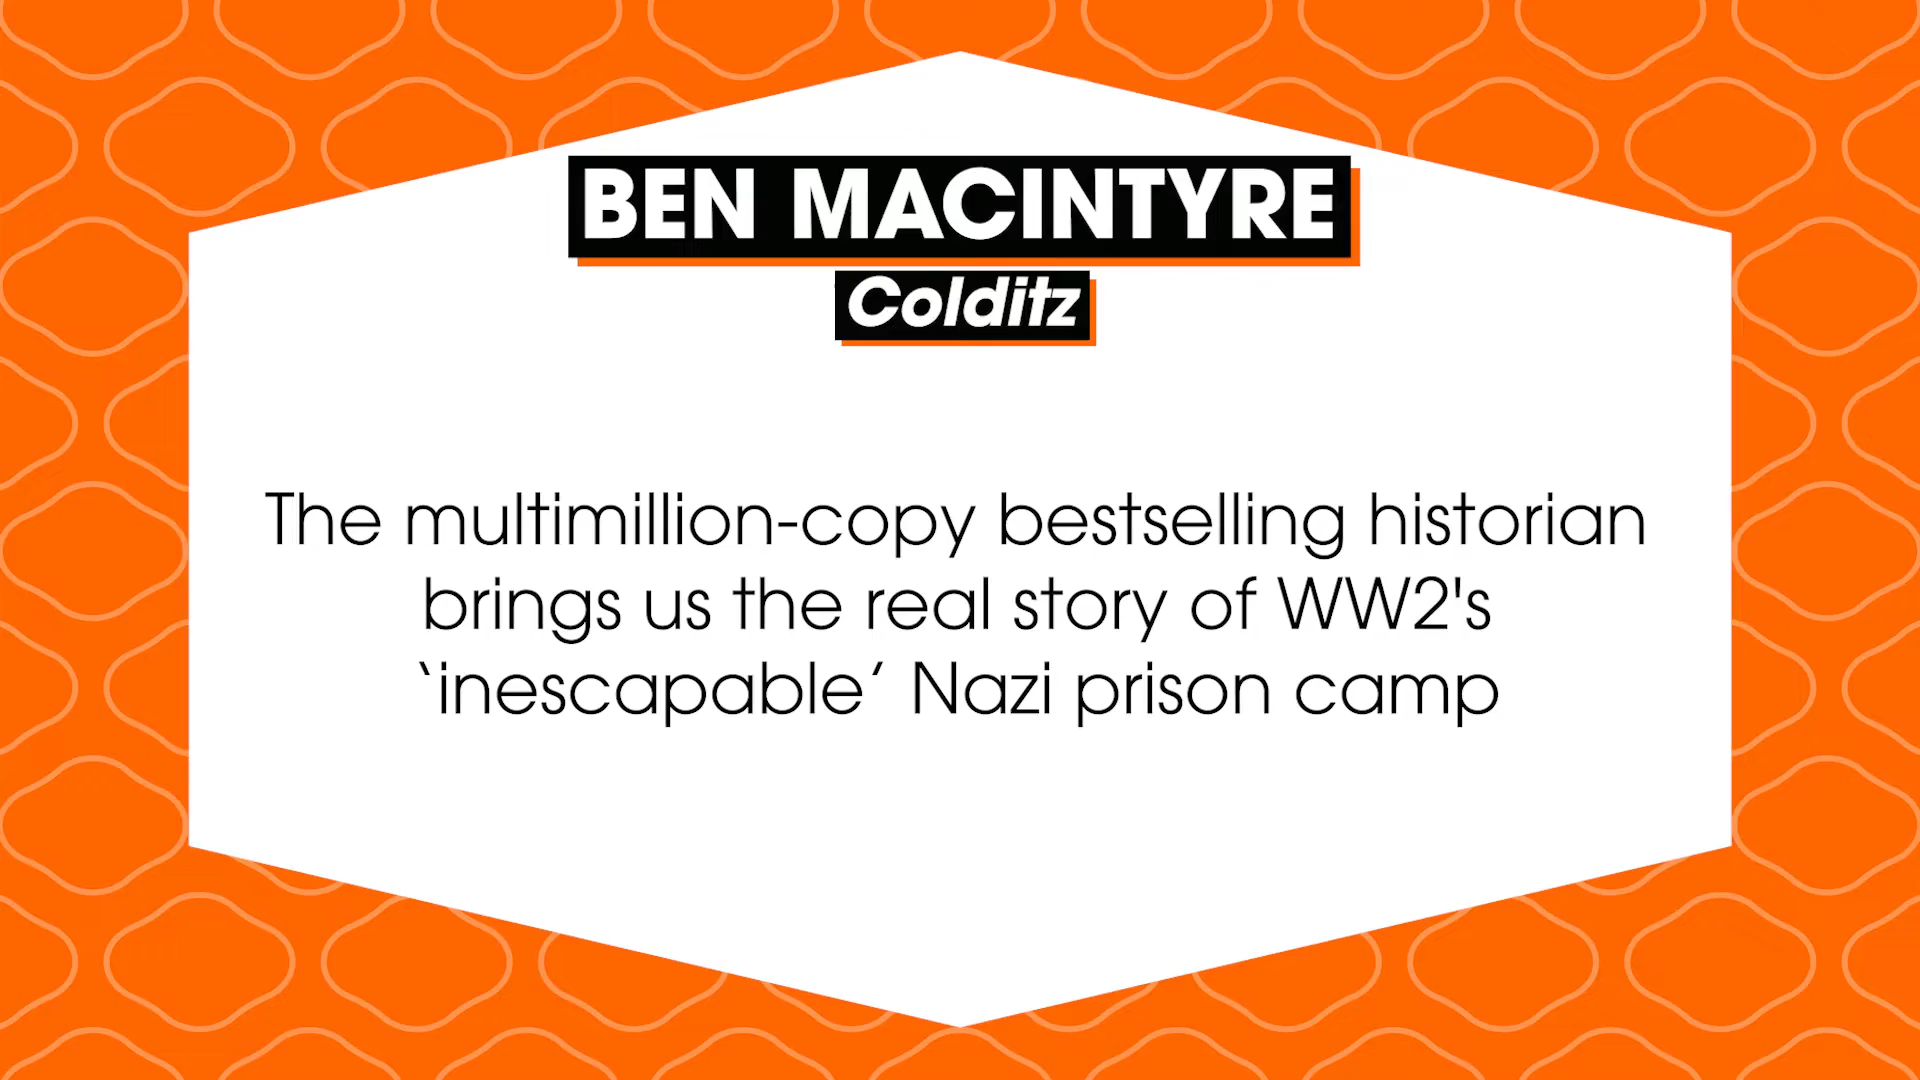 BEN MACINTYRE
Colditz
The multimillion-copy bestselling historian
brings us the real story of WW2's
‘inescapable’ Nazi prison camp